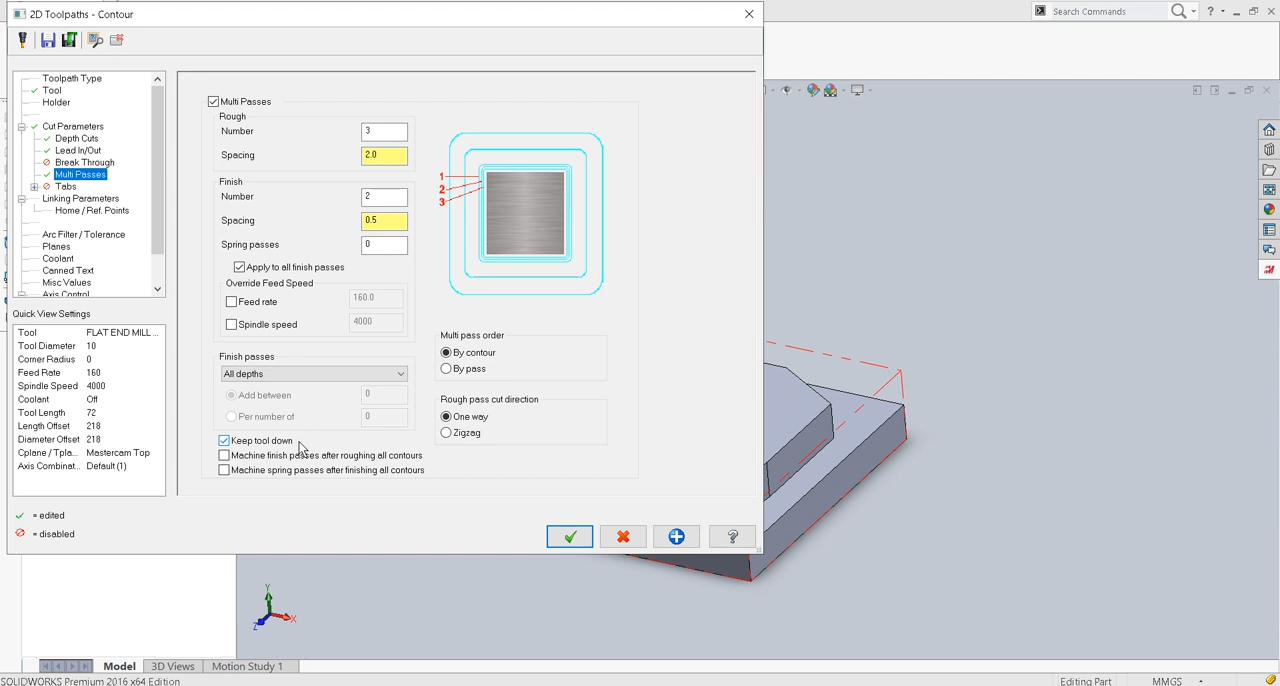 2D Toolpaths - Contour
Search Commands
Toolpath Type
Tool
Holder
Cut Parameters
Depth Cuts
Lead In/Out
Break Through
Multi Passes
Tabs
Linking Parameters
Home / Ref. Points
Arc Filter / Tolerance
Planes
Coolant
Canned Text
Misc Values
Axis Control
Quick View Settings
Tool FLAT END MILL ...
Tool Diameter 10
Corner Radius 0
Feed Rate 160
Spindle Speed 4000
Coolant Off
Tool Length 72
Length Offset 218
Diameter Offset 218
Cplane / Tpla... Mastercam Top
Axis Combinat... Default (1)
= edited
= disabled
Multi Passes
Rough
Number 3
Spacing 2.0
Finish
Number 2
Spacing 0.5
Spring passes 0
Apply to all finish passes
Override Feed Speed
Feed rate 160.0
Spindle speed 4000
Finish passes
All depths
Add between 0
Per number of 0
Keep tool down
Machine finish passes after roughing all contours
Machine spring passes after finishing all contours
1
2
3
Multi pass order
By contour
By pass
Rough pass cut direction
One way
Zigzag
Y
X
Z
Model 3D Views Motion Study 1
SOLIDWORKS Premium 2016 x64 Edition Editing Part MMGS